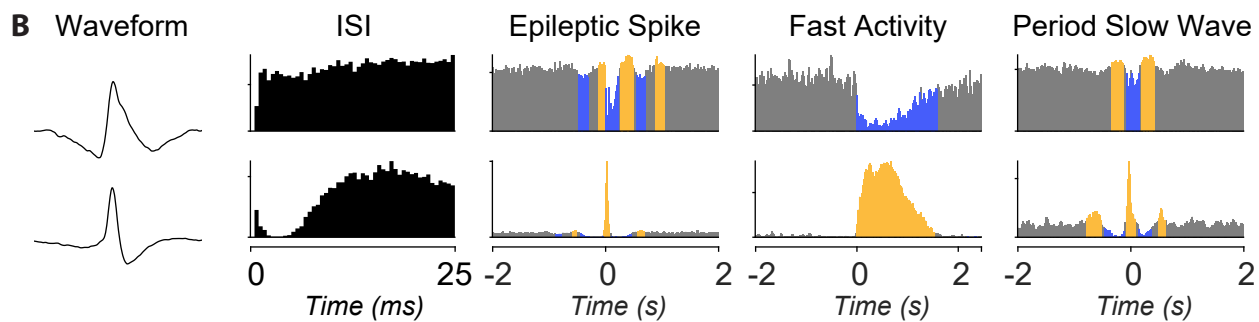 B Waveform ISI Epileptic Spike Fast Activity Period Slow Wave
0 25 -2 0 2 -2 0 2 -2 0 2
Time (ms) Time (s) Time (s) Time (s)